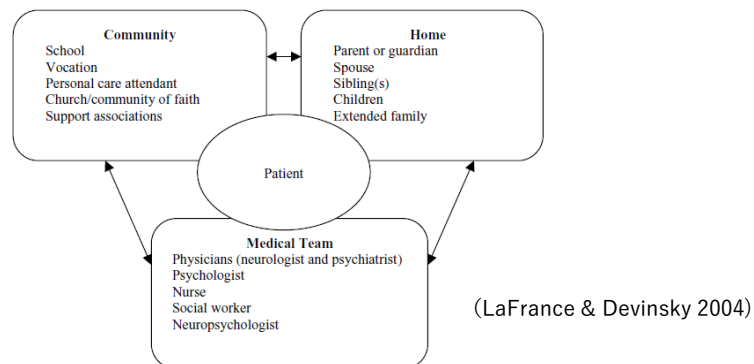 Community
School
Vocation
Personal care attendant
Church/community of faith
Support associations
Home
Parent or guardian
Spouse
Sibling(s)
Children
Extended family
Patient
Medical Team
Physicians (neurologist and psychiatrist)
Psychologist
Nurse
Social worker
Neuropsychologist
(LaFrance & Devinsky 2004)